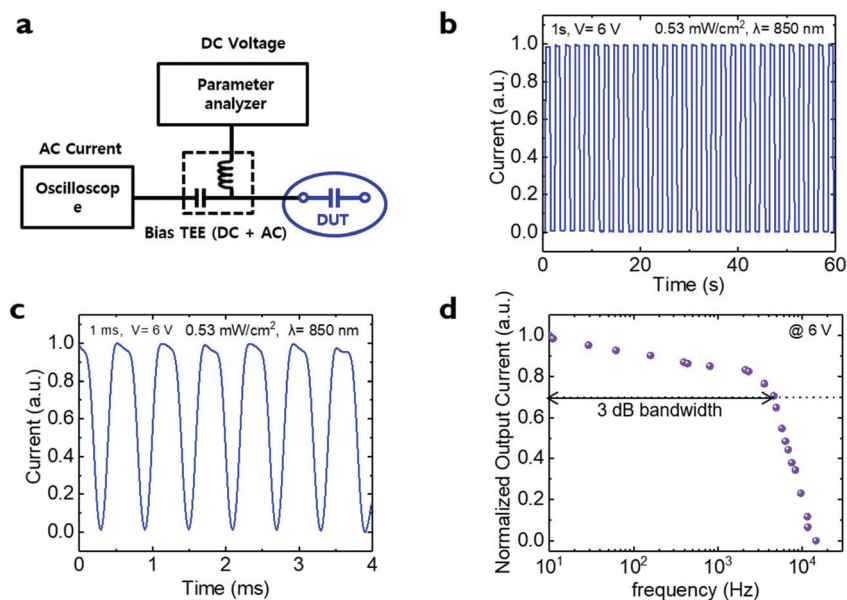 a
DC Voltage
Parameter
analyzer
AC Current
Oscilloscop
e
Bias TEE (DC + AC)
DUT
b
1s, V= 6 V 0.53 mW/cm², λ= 850 nm
Current (a.u.)
1.0
0.8
0.6
0.4
0.2
0.0
0 20 40 60
Time (s)
c
1 ms, V= 6 V 0.53 mW/cm², λ= 850 nm
Current (a.u.)
1.0
0.8
0.6
0.4
0.2
0.0
0 1 2 3 4
Time (ms)
d
@ 6 V
Normalized Output Current (a.u.)
1.0
0.8
0.6
0.4
0.2
0.0
3 dB bandwidth
10¹ 10² 10³ 10⁴
frequency (Hz)